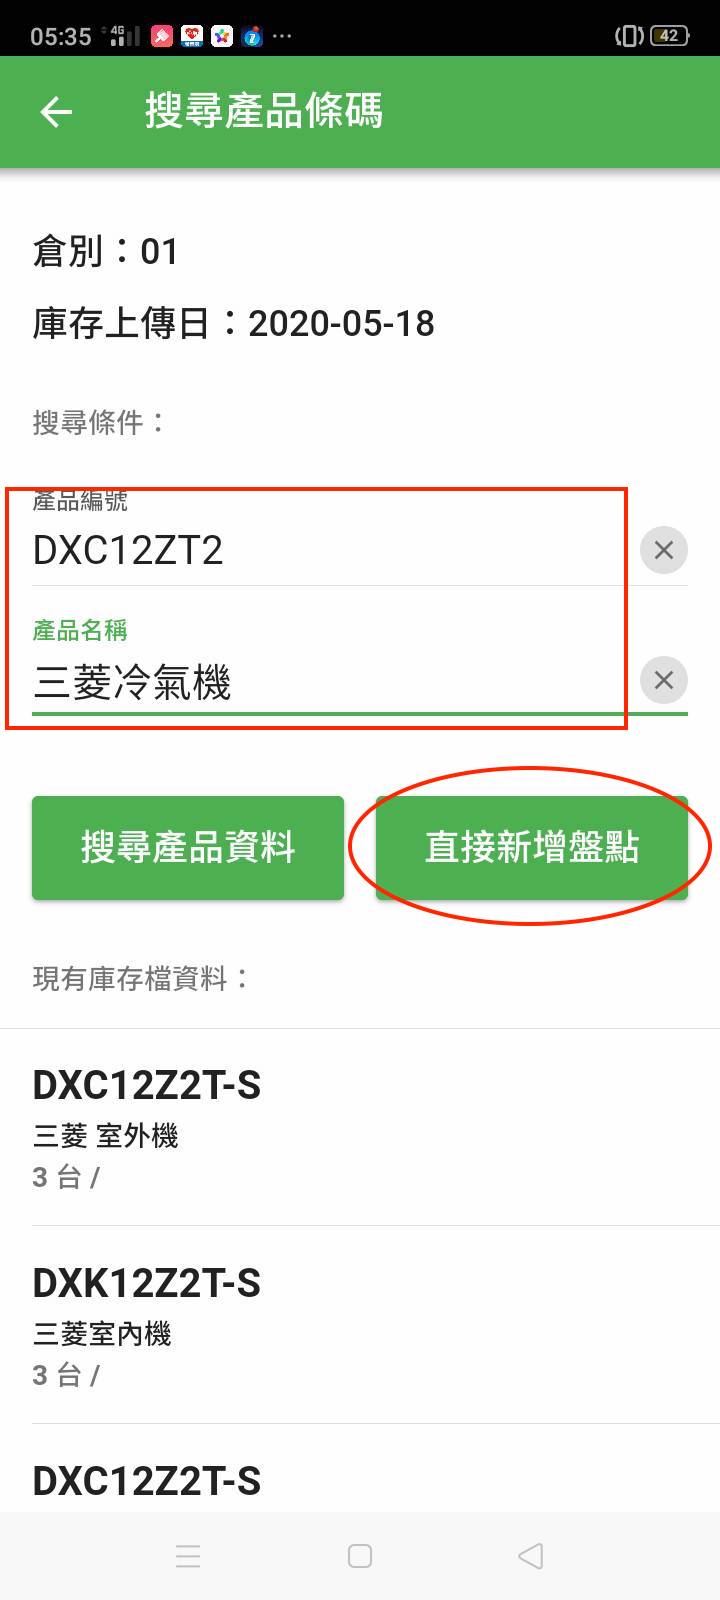 05:35 4G 42
搜尋產品條碼
倉別：01
庫存上傳日：2020-05-18
搜尋條件：
產品編號
DXC12ZT2
產品名稱
三菱冷氣機
搜尋產品資料 直接新增盤點
現有庫存檔資料：
DXC12Z2T-S
三菱 室外機
3 台 /
DXK12Z2T-S
三菱室內機
3 台 /
DXC12Z2T-S